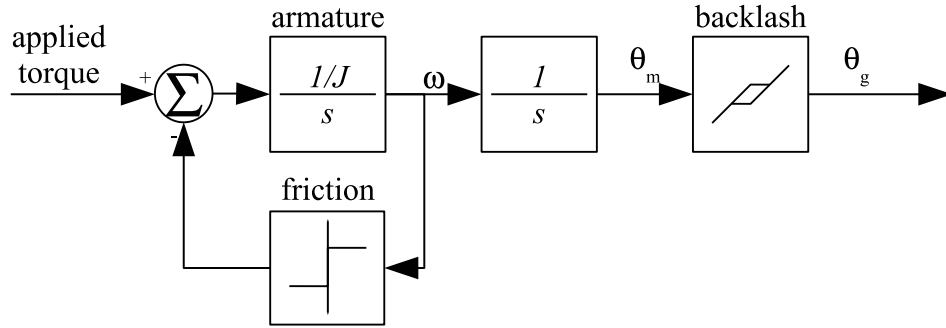 armature
backlash
applied
torque
+
Σ
-
1/J
s
ω
1
s
θm
θg
friction